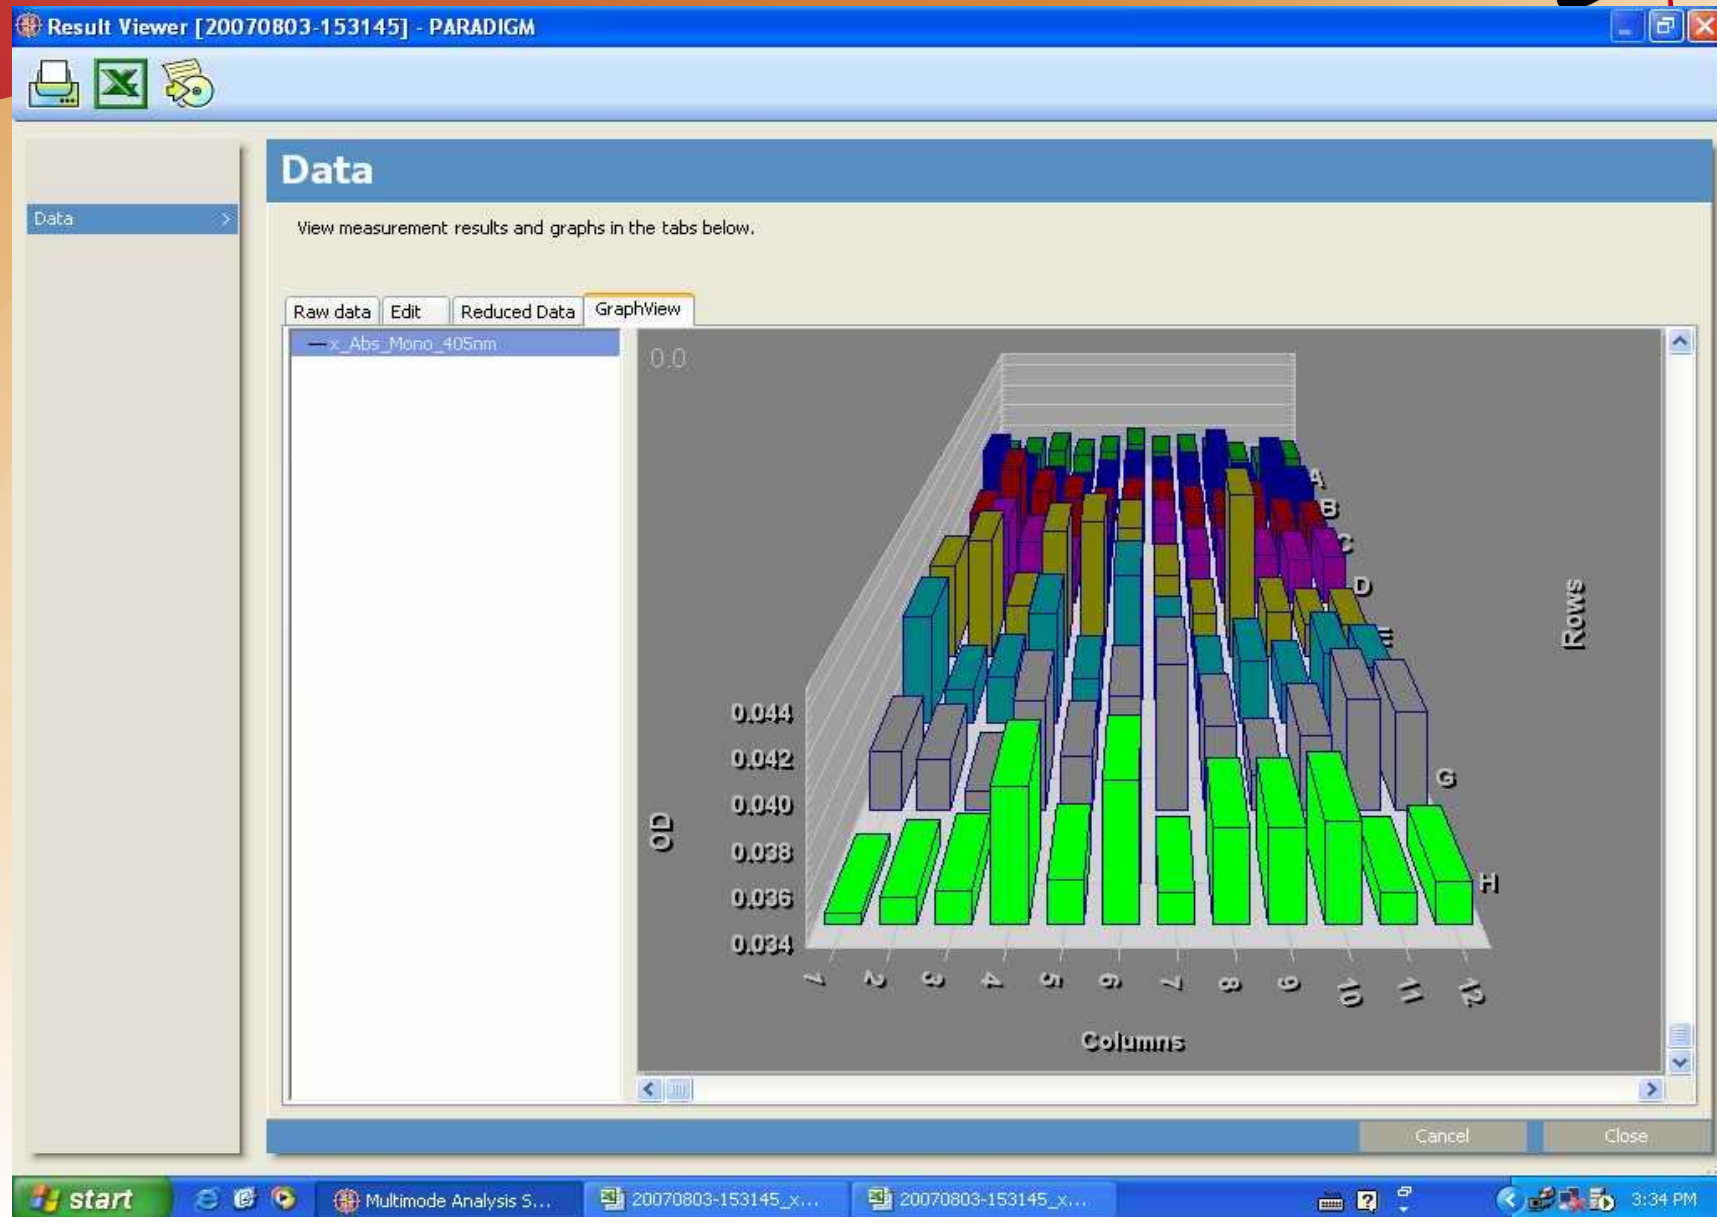 Result Viewer [20070803-153145] - PARADIGM
Data
Data >
View measurement results and graphs in the tabs below.
Raw data Edit Reduced Data GraphView
x_Abs_Mono_405nm
0.0
A
B
C
D
E
G
H
Rows
OD
0.044
0.042
0.040
0.038
0.036
0.034
1 2 3 4 5 6 7 8 9 10 11 12
Columns
Cancel Close
start Multimode Analysis S... 20070803-153145_x... 20070803-153145_x... 3:34 PM